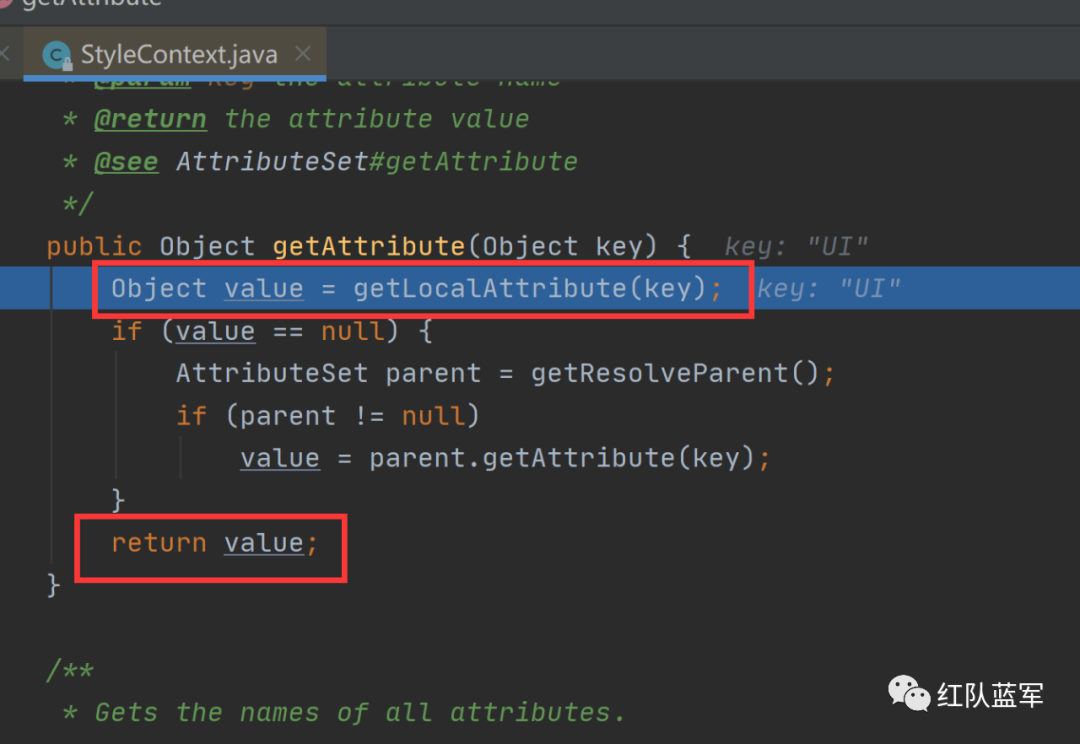 getAttribute
StyleContext.java
* @param key the attribute name
* @return the attribute value
* @see AttributeSet#getAttribute
*/
public Object getAttribute(Object key) { key: "UI"
Object value = getLocalAttribute(key); key: "UI"
if (value == null) {
AttributeSet parent = getResolveParent();
if (parent != null)
value = parent.getAttribute(key);
}
return value;
}
/**
* Gets the names of all attributes.
红队蓝军